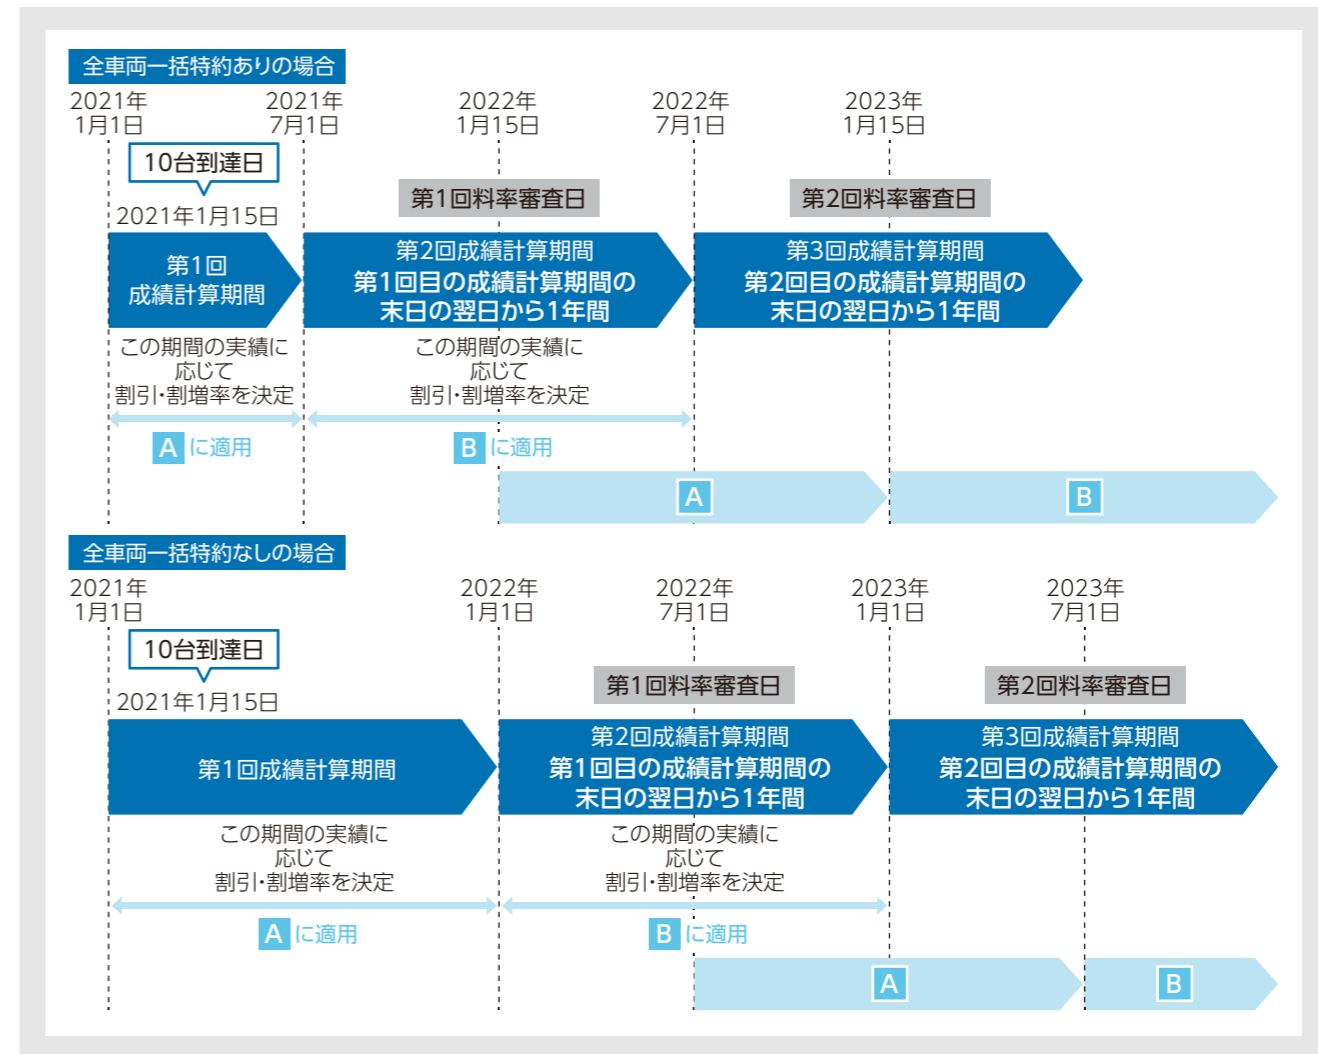 全車両一括特約ありの場合
2021年
1月1日
2021年
7月1日
2022年
1月15日
2022年
7月1日
2023年
1月15日
10台到達日
2021年1月15日
第1回料率審査日
第2回料率審査日
第1回
成績計算期間
第2回成績計算期間
第1回目の成績計算期間の
末日の翌日から1年間
第3回成績計算期間
第2回目の成績計算期間の
末日の翌日から1年間
この期間の実績に
応じて
割引・割増率を決定
この期間の実績に
応じて
割引・割増率を決定
A に適用
B に適用
A
B
全車両一括特約なしの場合
2021年
1月1日
2022年
1月1日
2022年
7月1日
2023年
1月1日
2023年
7月1日
10台到達日
2021年1月15日
第1回料率審査日
第2回料率審査日
第1回成績計算期間
第2回成績計算期間
第1回目の成績計算期間の
末日の翌日から1年間
第3回成績計算期間
第2回目の成績計算期間の
末日の翌日から1年間
この期間の実績に
応じて
割引・割増率を決定
この期間の実績に
応じて
割引・割増率を決定
A に適用
B に適用
A
B